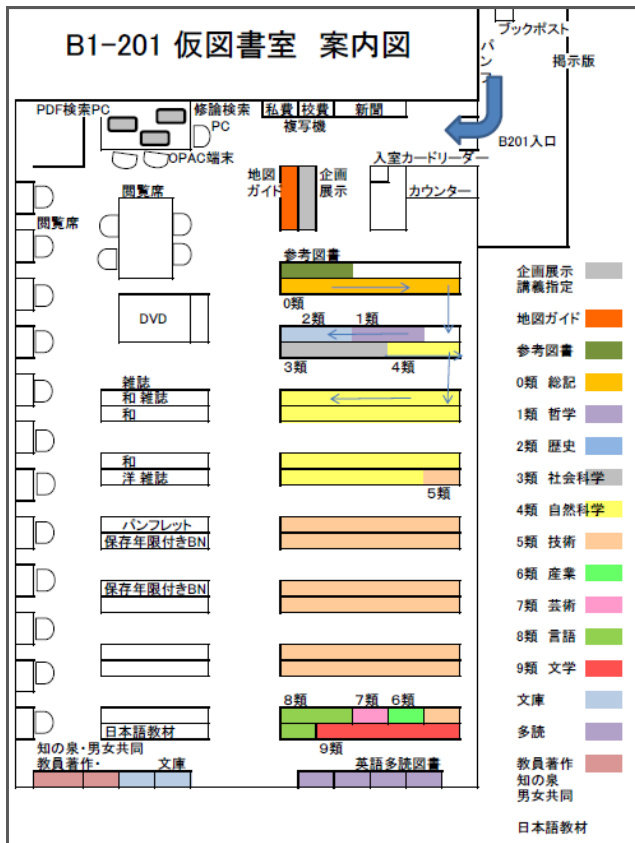 B1-201 仮図書室 案内図
ブックポスト
パンフ
掲示版
B201入口
PDF検索PC
修論検索
PC
OPAC端末
私費
校費
新聞
複写機
入室カードリーダー
カウンター
地図
ガイド
企画
展示
閲覧席
閲覧席
DVD
参考図書
0類
2類
1類
3類
4類
雑誌
和 雑誌
和
和
洋 雑誌
5類
パンフレット
保存年限付きBN
保存年限付きBN
日本語教材
8類
7類
6類
9類
知の泉・男女共同
教員著作・
文庫
英語多読図書
企画展示
講義指定
地図ガイド
参考図書
0類 総記
1類 哲学
2類 歴史
3類 社会科学
4類 自然科学
5類 技術
6類 産業
7類 芸術
8類 言語
9類 文学
文庫
多読
教員著作
知の泉
男女共同
日本語教材